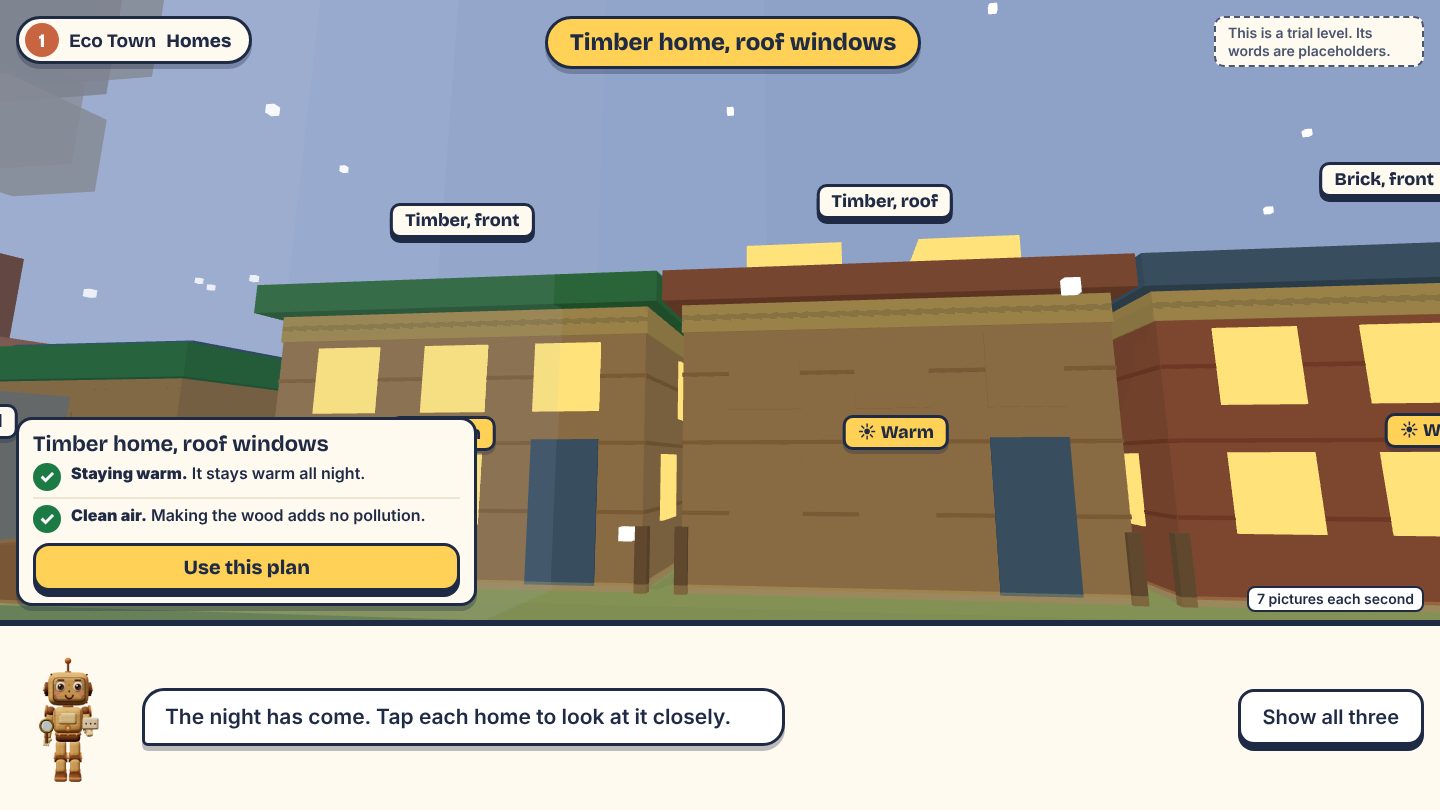 1 Eco Town Homes
Timber home, roof windows
This is a trial level. Its
words are placeholders.
Brick, front
Timber, roof
Timber, front
☀ Warm
☀ W
Timber home, roof windows
Staying warm. It stays warm all night.
Clean air. Making the wood adds no pollution.
Use this plan
7 pictures each second
The night has come. Tap each home to look at it closely.
Show all three